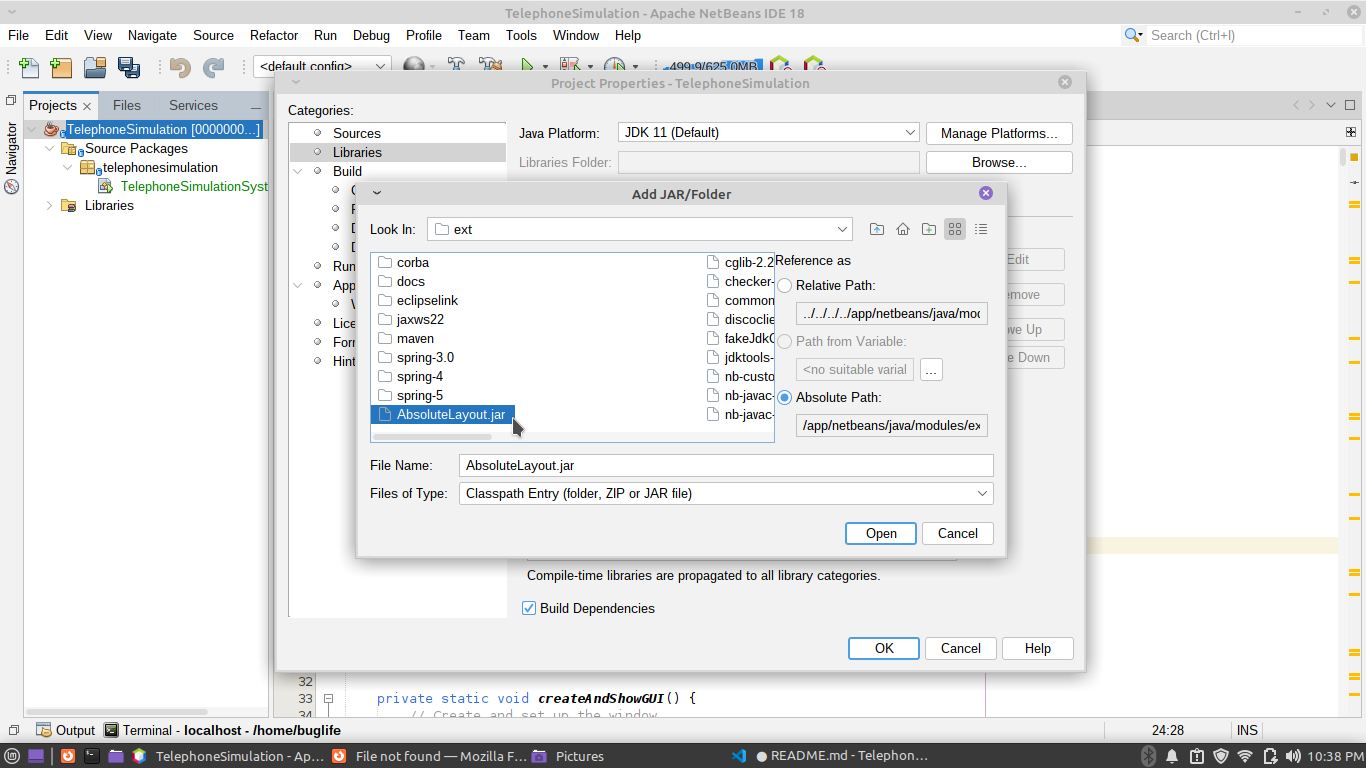 TelephoneSimulation - Apache NetBeans IDE 18
File Edit View Navigate Source Refactor Run Debug Profile Team Tools Window Help
Search (Ctrl+I)
<default config>
499.9/625.0MB
Project Properties - TelephoneSimulation
Projects Files Services
Navigator
TelephoneSimulation [0000000...]
Source Packages
telephonesimulation
TelephoneSimulationSyst
Libraries
Categories:
Sources
Libraries
Build
Run
App
Lice
For
Hint
Java Platform: JDK 11 (Default) Manage Platforms...
Libraries Folder: Browse...
Edit
move
ve Up
e Down
Add JAR/Folder
Look In: ext
corba
docs
eclipselink
jaxws22
maven
spring-3.0
spring-4
spring-5
AbsoluteLayout.jar
cglib-2.2
checker-
common
discoclie
fakeJdkC
jdktools-
nb-custo
nb-javac-
nb-javac-
Reference as
Relative Path:
../../../../app/netbeans/java/mod
Path from Variable:
<no suitable varial ...
Absolute Path:
/app/netbeans/java/modules/ex
File Name: AbsoluteLayout.jar
Files of Type: Classpath Entry (folder, ZIP or JAR file)
Open Cancel
Compile-time libraries are propagated to all library categories.
Build Dependencies
OK Cancel Help
32
33 private static void createAndShowGUI() {
34 // Create and set up the window
Output Terminal - localhost - /home/buglife
24:28 INS
TelephoneSimulation - Ap... File not found — Mozilla F... Pictures ● README.md - Telephon... 10:38 PM